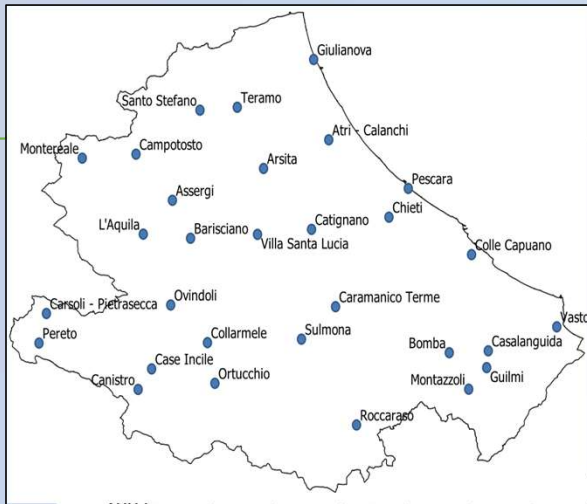 Giulianova
Santo Stefano
Teramo
Atri - Calanchi
Montereale
Campotosto
Arsita
Pescara
Assergi
Chieti
L'Aquila
Barisciano
Villa Santa Lucia
Catignano
Colle Capuano
Carsoli - Pietrasecca
Ovindoli
Caramanico Terme
Vasto
Pereto
Collarmele
Sulmona
Bomba
Casalanguida
Case Incile
Guilmi
Canistro
Ortucchio
Montazzoli
Roccaraso